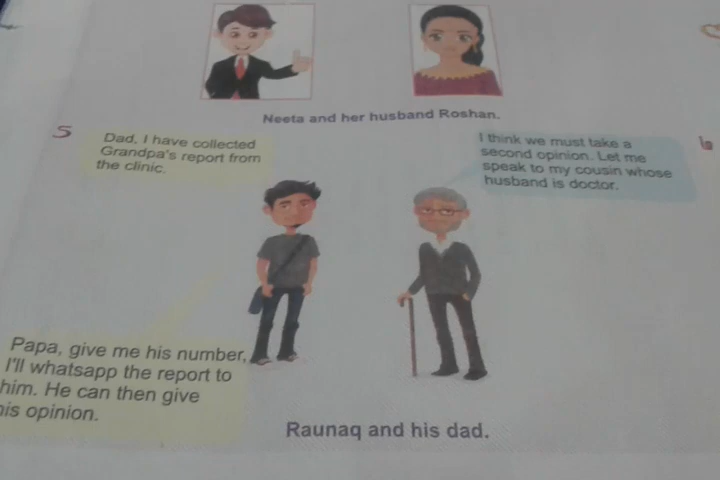 Neeta and her husband Roshan.
5
Dad, I have collected
Grandpa's report from
the clinic.
I think we must take a
second opinion. Let me
speak to my cousin whose
husband is doctor.
Papa, give me his number,
I'll whatsapp the report to
him. He can then give
his opinion.
Raunaq and his dad.